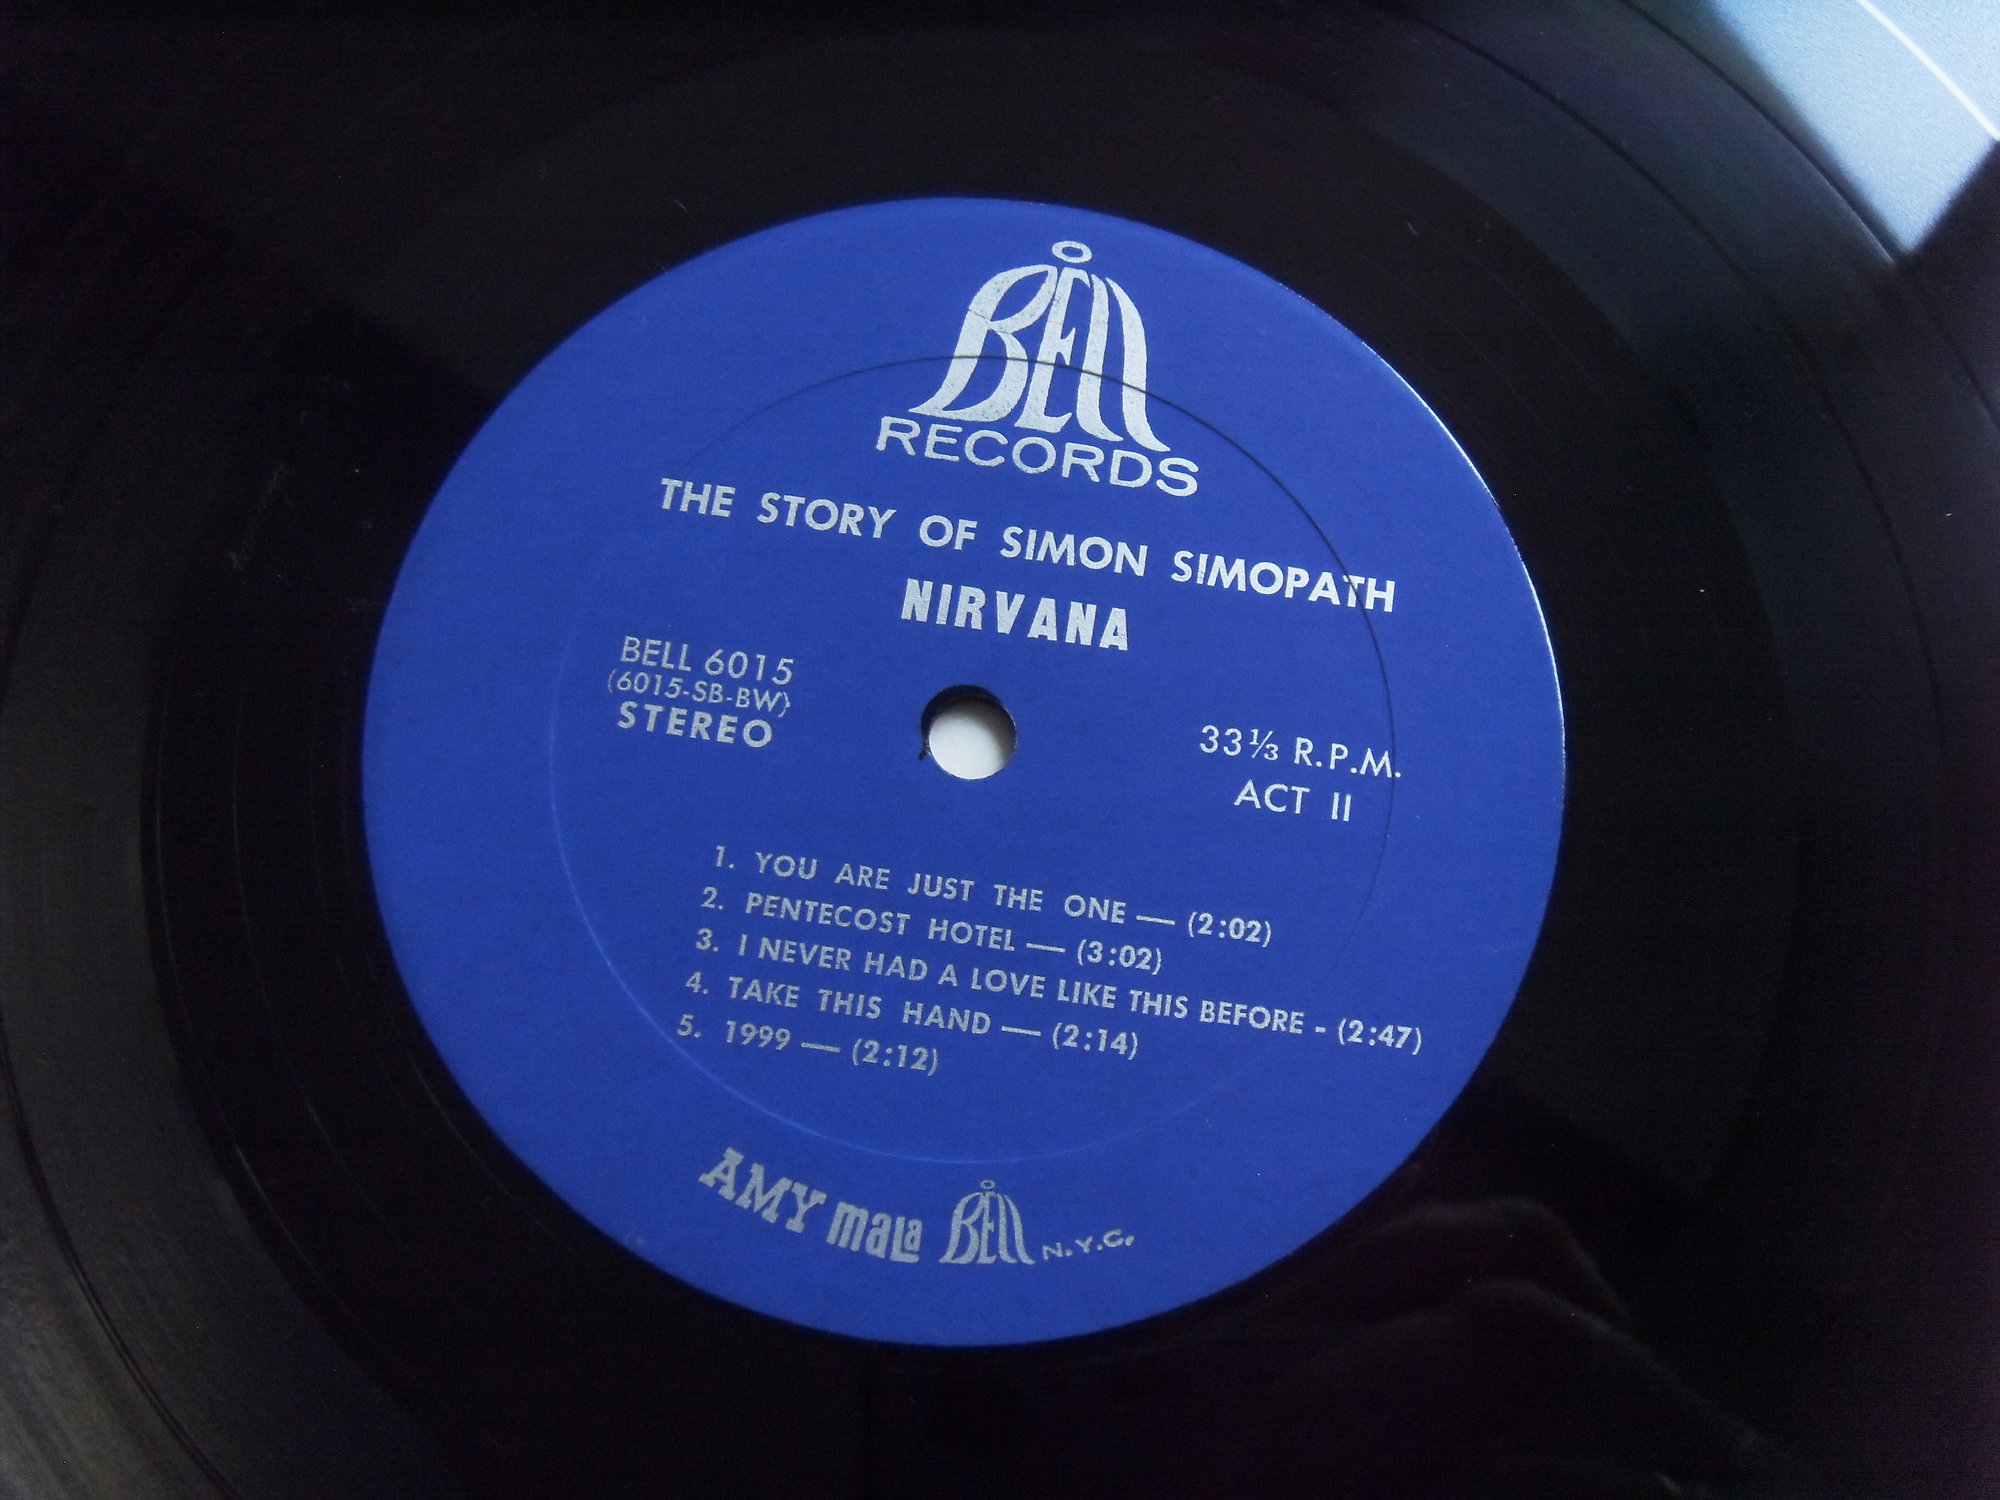 BELL
RECORDS
THE STORY OF SIMON SIMOPATH
NIRVANA
BELL 6015
(6015-SB-BW)
STEREO
33⅓ R.P.M.
ACT II
1. YOU ARE JUST THE ONE — (2:02)
2. PENTECOST HOTEL — (3:02)
3. I NEVER HAD A LOVE LIKE THIS BEFORE - (2:47)
4. TAKE THIS HAND — (2:14)
5. 1999 — (2:12)
AMY mala BELL N.Y.C.